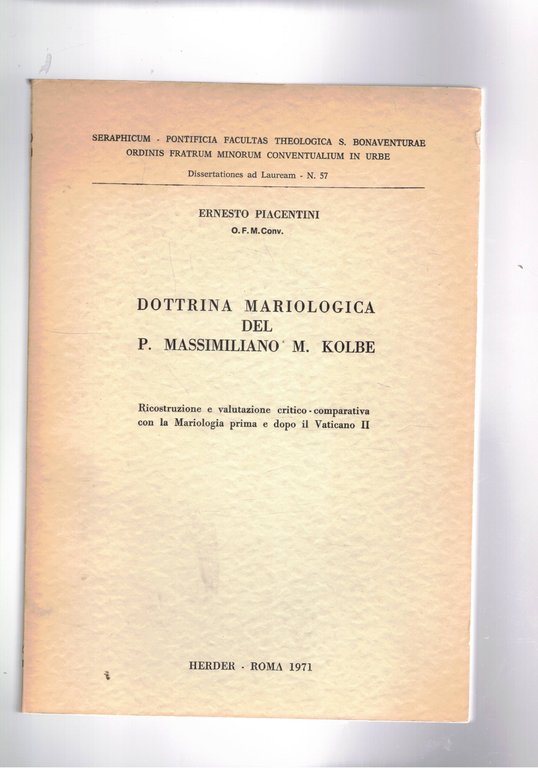 SERAPHICUM - PONTIFICIA FACULTAS THEOLOGICA S. BONAVENTURAE
ORDINIS FRATRUM MINORUM CONVENTUALIUM IN URBE
Dissertationes ad Lauream - N. 57
ERNESTO PIACENTINI
O.F.M.Conv.
DOTTRINA MARIOLOGICA
DEL
P. MASSIMILIANO M. KOLBE
Ricostruzione e valutazione critico-comparativa
con la Mariologia prima e dopo il Vaticano II
HERDER - ROMA 1971